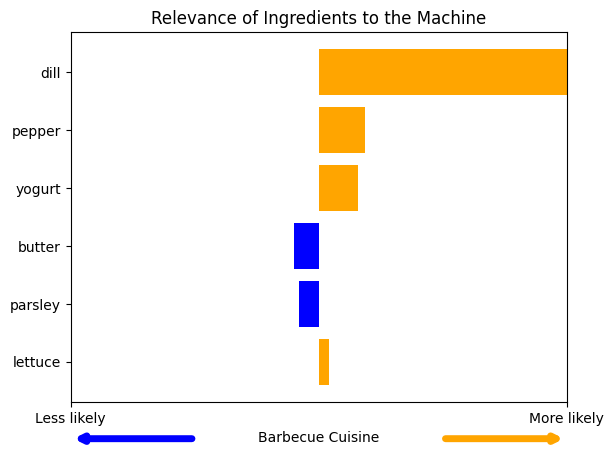 Relevance of Ingredients to the Machine
dill
pepper
yogurt
butter
parsley
lettuce
Less likely
More likely
Barbecue Cuisine